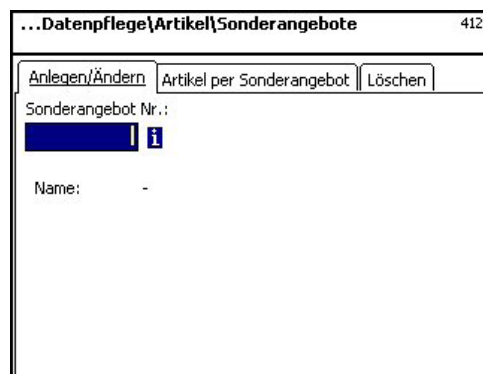 ...Datenpflege\Artikel\Sonderangebote 412
Anlegen/Ändern Artikel per Sonderangebot Löschen
Sonderangebot Nr.:
i
Name: -